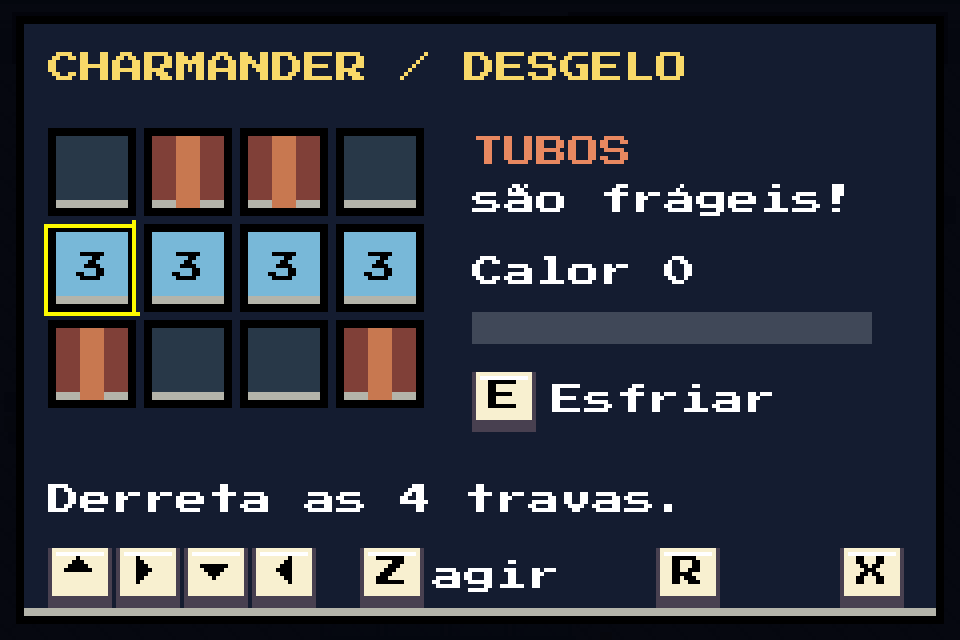 CHARMANDER / DESGELO
TUBOS
são frágeis!
3 3 3 3
Calor 0
E Esfriar
Derreta as 4 travas.
Z agir R X